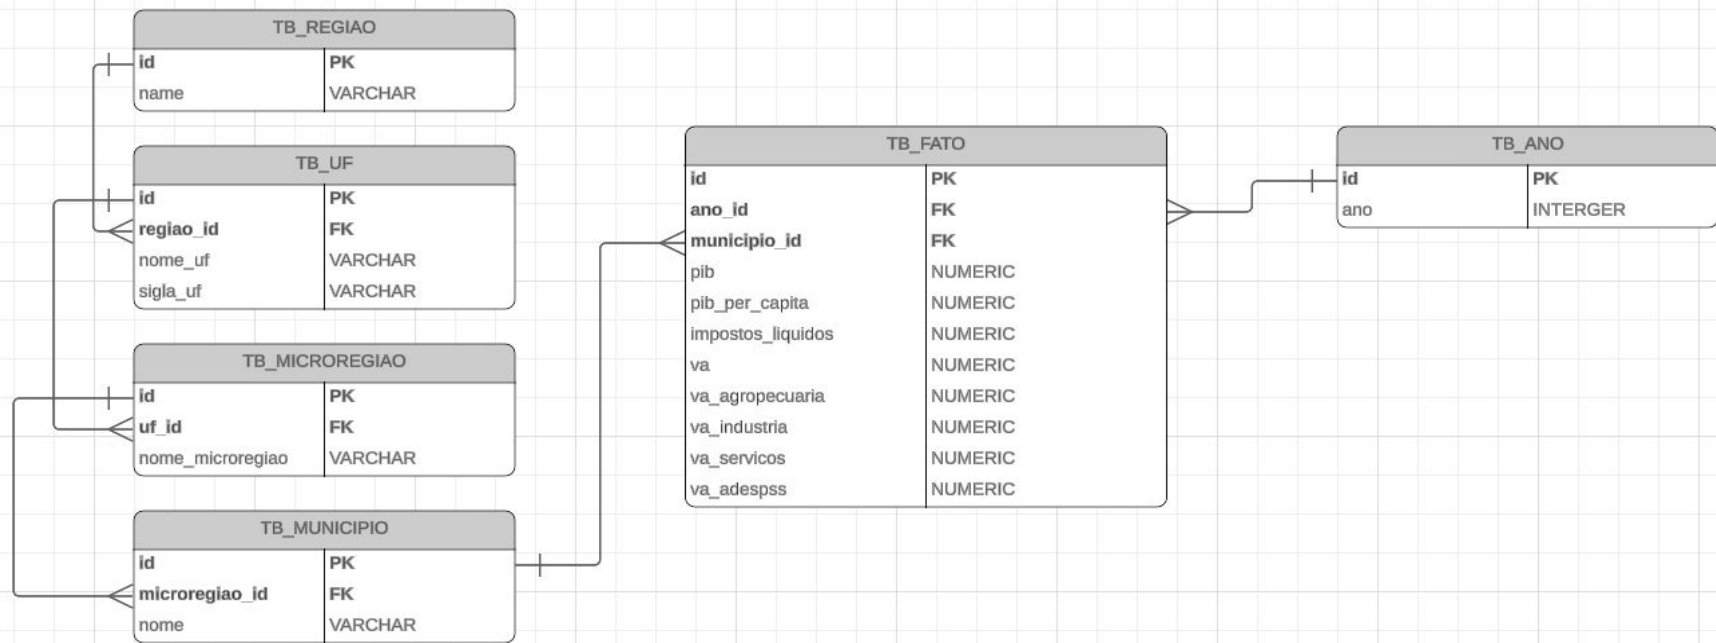 TB_REGIAO
id PK
name VARCHAR
TB_UF
id PK
regiao_id FK
nome_uf VARCHAR
sigla_uf VARCHAR
TB_MICROREGIAO
id PK
uf_id FK
nome_microregiao VARCHAR
TB_MUNICIPIO
id PK
microregiao_id FK
nome VARCHAR
TB_FATO
id PK
ano_id FK
municipio_id FK
pib NUMERIC
pib_per_capita NUMERIC
impostos_liquidos NUMERIC
va NUMERIC
va_agropecuaria NUMERIC
va_industria NUMERIC
va_servicos NUMERIC
va_adespss NUMERIC
TB_ANO
id PK
ano INTERGER